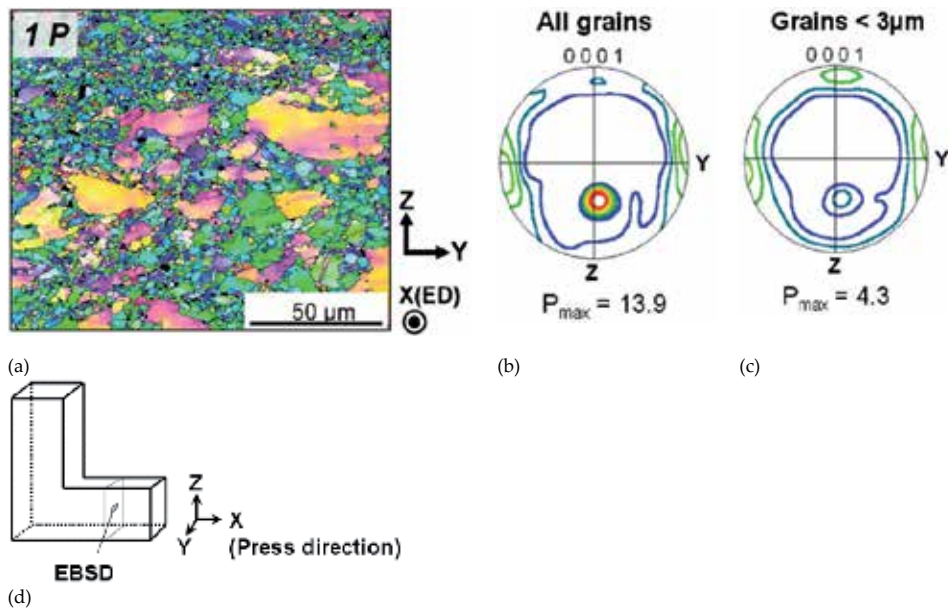 1 P
Z
Y
X(ED)
50 µm
(a)
All grains
0 0 0 1
Y
Z
Pmax = 13.9
(b)
Grains < 3µm
0 0 0 1
Y
Z
Pmax = 4.3
(c)
Z
X
Y
(Press direction)
EBSD
(d)